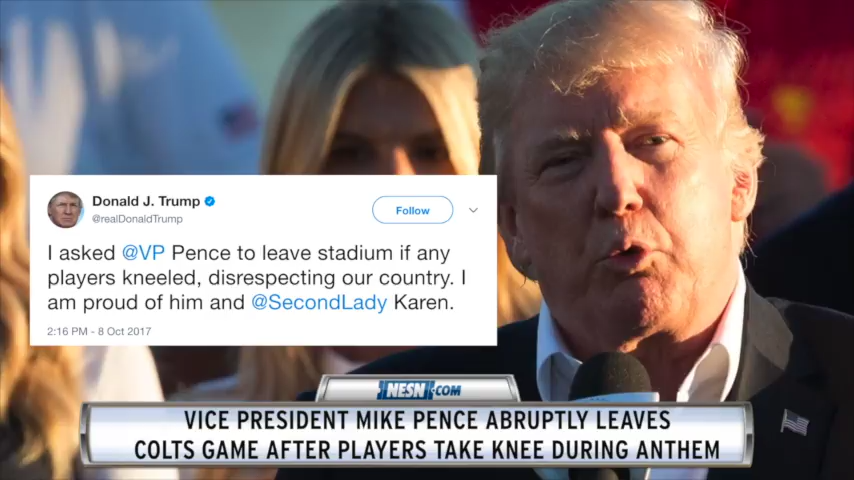 Donald J. Trump
@realDonaldTrump
Follow
I asked @VP Pence to leave stadium if any
players kneeled, disrespecting our country. I
am proud of him and @SecondLady Karen.
2:16 PM - 8 Oct 2017
NESN.COM
VICE PRESIDENT MIKE PENCE ABRUPTLY LEAVES
COLTS GAME AFTER PLAYERS TAKE KNEE DURING ANTHEM